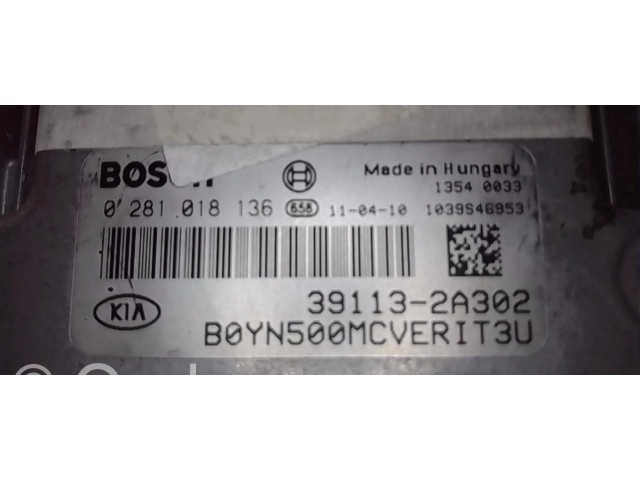 BOSCH
Made in Hungary
1354 0033
0 281 018 136 658 11-04-10 1039S46953
39113-2A302
KIA
B0YN500MCVERIT3U